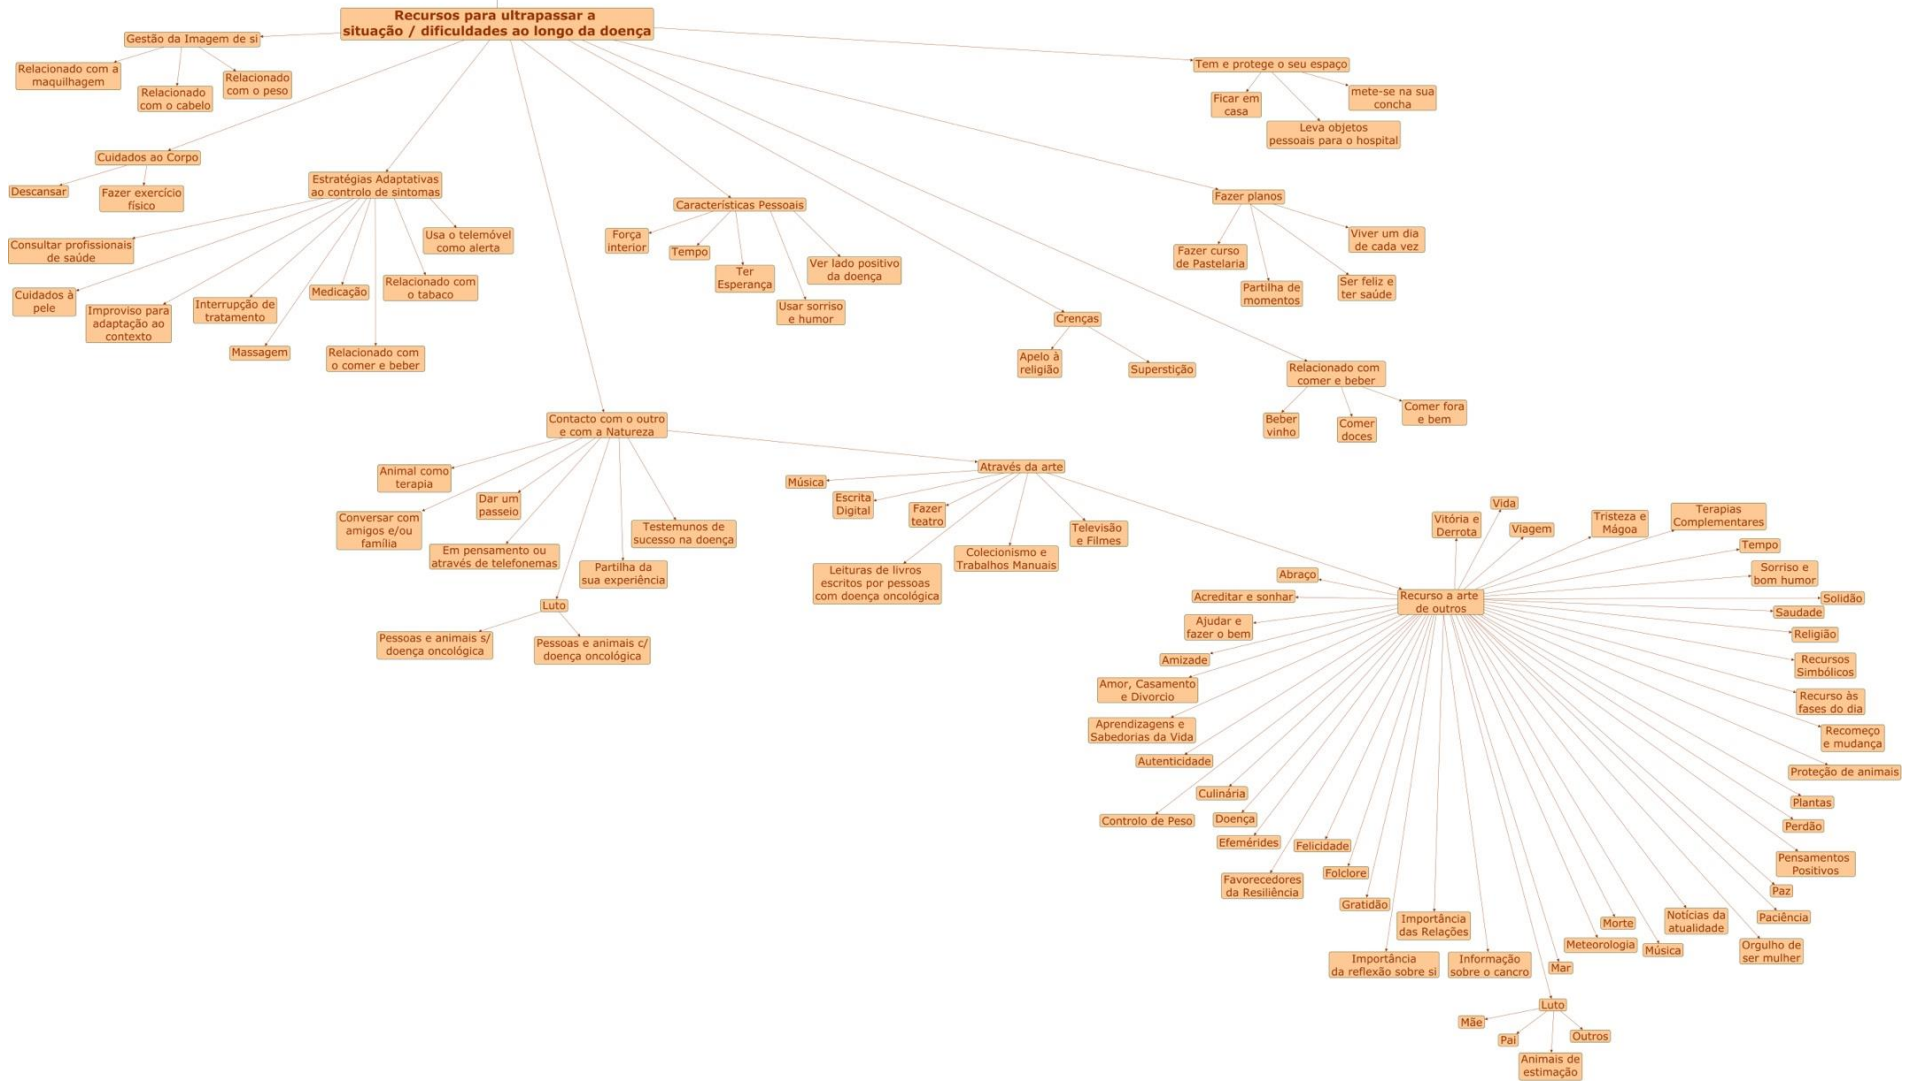 Recursos para ultrapassar a
situação / dificuldades ao longo da doença
Gestão da Imagem de si
Relacionado com a
maquilhagem
Relacionado
com o cabelo
Relacionado
com o peso
Cuidados ao Corpo
Descansar
Fazer exercício
físico
Estratégias Adaptativas
ao controlo de sintomas
Consultar profissionais
de saúde
Cuidados à
pele
Improviso para
adaptação ao
contexto
Interrupção de
tratamento
Massagem
Medicação
Relacionado com
o comer e beber
Relacionado com
o tabaco
Usa o telemóvel
como alerta
Contacto com o outro
e com a Natureza
Animal como
terapia
Conversar com
amigos e/ou
família
Dar um
passeio
Em pensamento ou
através de telefonemas
Luto
Pessoas e animais s/
doença oncológica
Pessoas e animais c/
doença oncológica
Partilha da
sua experiência
Testemunos de
sucesso na doença
Através da arte
Música
Escrita
Digital
Fazer
teatro
Leituras de livros
escritos por pessoas
com doença oncológica
Colecionismo e
Trabalhos Manuais
Televisão
e Filmes
Recurso a arte
de outros
Abraço
Acreditar e sonhar
Ajudar e
fazer o bem
Amizade
Amor, Casamento
e Divorcio
Aprendizagens e
Sabedorias da Vida
Autenticidade
Controlo de Peso
Culinária
Doença
Efemérides
Favorecedores
da Resiliência
Felicidade
Folclore
Gratidão
Importância
da reflexão sobre si
Importância
das Relações
Informação
sobre o cancro
Luto
Mãe
Pai
Animais de
estimação
Outros
Mar
Meteorologia
Morte
Música
Notícias da
atualidade
Orgulho de
ser mulher
Paciência
Paz
Pensamentos
Positivos
Perdão
Plantas
Proteção de animais
Recomeço
e mudança
Recurso às
fases do dia
Recursos
Simbólicos
Religião
Saudade
Solidão
Sorriso e
bom humor
Tempo
Terapias
Complementares
Tristeza e
Mágoa
Viagem
Vida
Vitória e
Derrota
Características Pessoais
Força
interior
Tempo
Ter
Esperança
Usar sorriso
e humor
Ver lado positivo
da doença
Crenças
Apelo à
religião
Superstição
Relacionado com
comer e beber
Beber
vinho
Comer
doces
Comer fora
e bem
Fazer planos
Fazer curso
de Pastelaria
Partilha de
momentos
Ser feliz e
ter saúde
Viver um dia
de cada vez
Tem e protege o seu espaço
Ficar em
casa
Leva objetos
pessoais para o hospital
mete-se na sua
concha